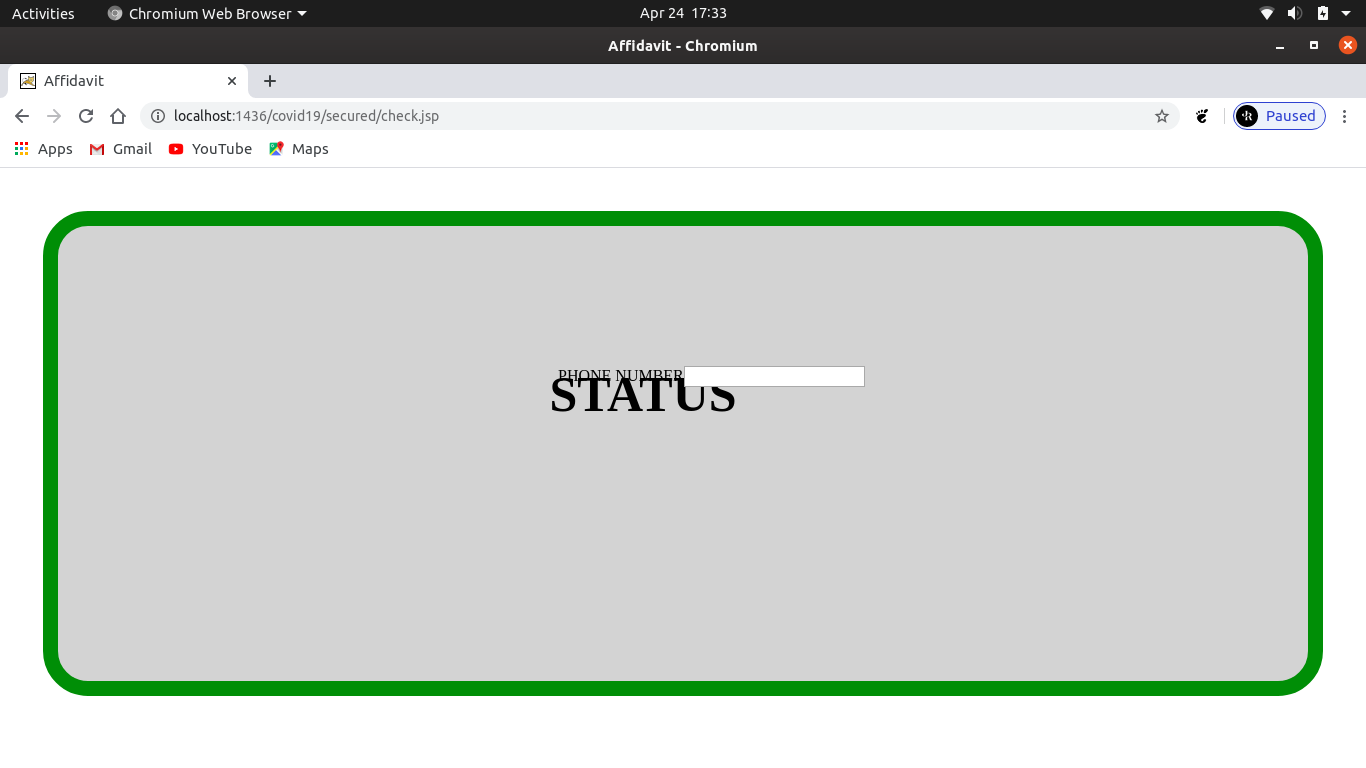 Activities Chromium Web Browser Apr 24 17:33
Affidavit - Chromium
Affidavit
localhost:1436/covid19/secured/check.jsp Paused
Apps Gmail YouTube Maps
PHONE NUMBER
STATUS